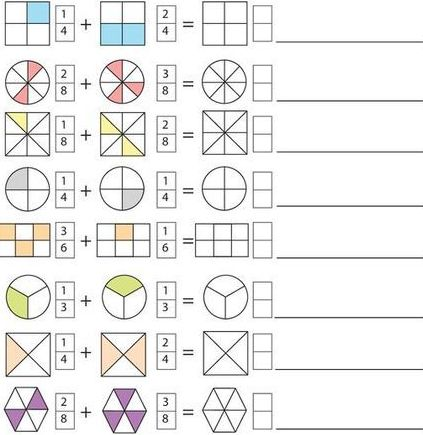 1/4 + 2/4 =
2/8 + 3/8 =
1/8 + 2/8 =
1/4 + 1/4 =
3/6 + 1/6 =
1/3 + 1/3 =
1/4 + 2/4 =
2/8 + 3/8 =